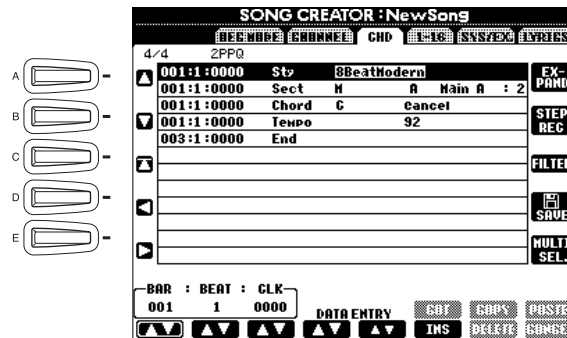 SONG CREATOR : NewSong
REC MODE CHANNEL CHD 1-16 SYS/EX. LYRICS
4/4 2PPQ
A
001:1:0000 Sty 8BeatModern
EX-
PAND
001:1:0000 Sect M A Main A : 2
B
001:1:0000 Chord C Cancel
STEP
REC
001:1:0000 Tempo 92
003:1:0000 End
C
FILTER
D
SAVE
E
MULTI
SEL.
BAR : BEAT : CLK
001 1 0000
DATA ENTRY
CUT COPY PASTE
INS DELETE CANCEL